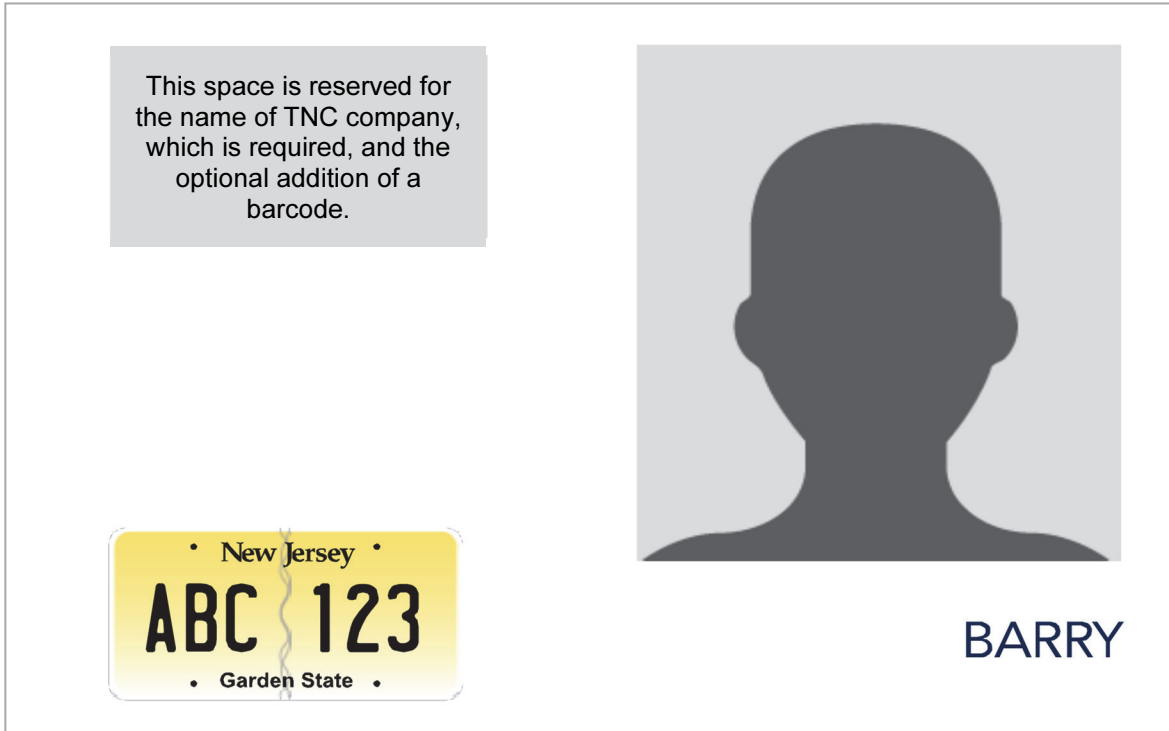 This space is reserved for
the name of TNC company,
which is required, and the
optional addition of a
barcode.
New Jersey
ABC 123
Garden State
BARRY